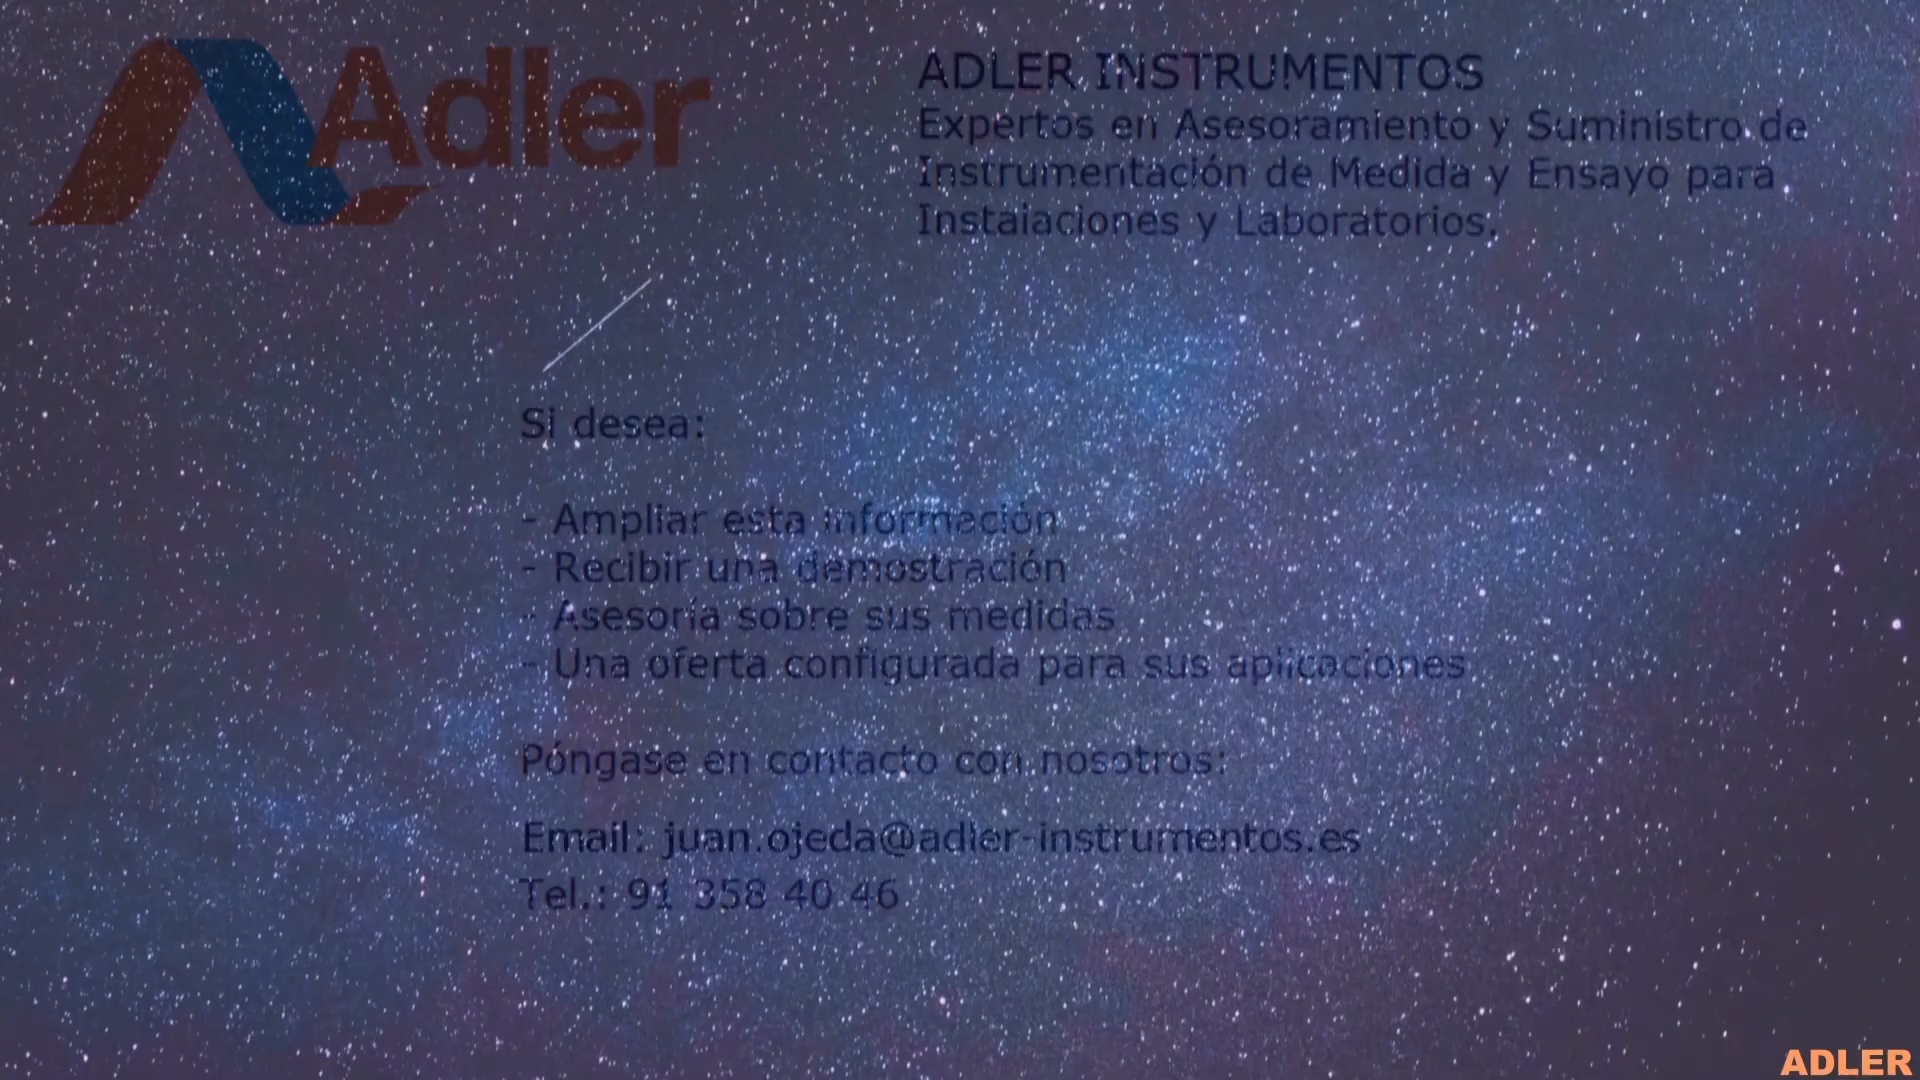 Adler
ADLER INSTRUMENTOS
Expertos en Asesoramiento y Suministro de
Instrumentación de Medida y Ensayo para
Instalaciones y Laboratorios.
Si desea:
- Ampliar esta información
- Recibir una demostración
- Asesoría sobre sus medidas
- Una oferta configurada para sus aplicaciones
Póngase en contacto con nosotros:
Email: juan.ojeda@adler-instrumentos.es
Tel.: 91 358 40 46
ADLER